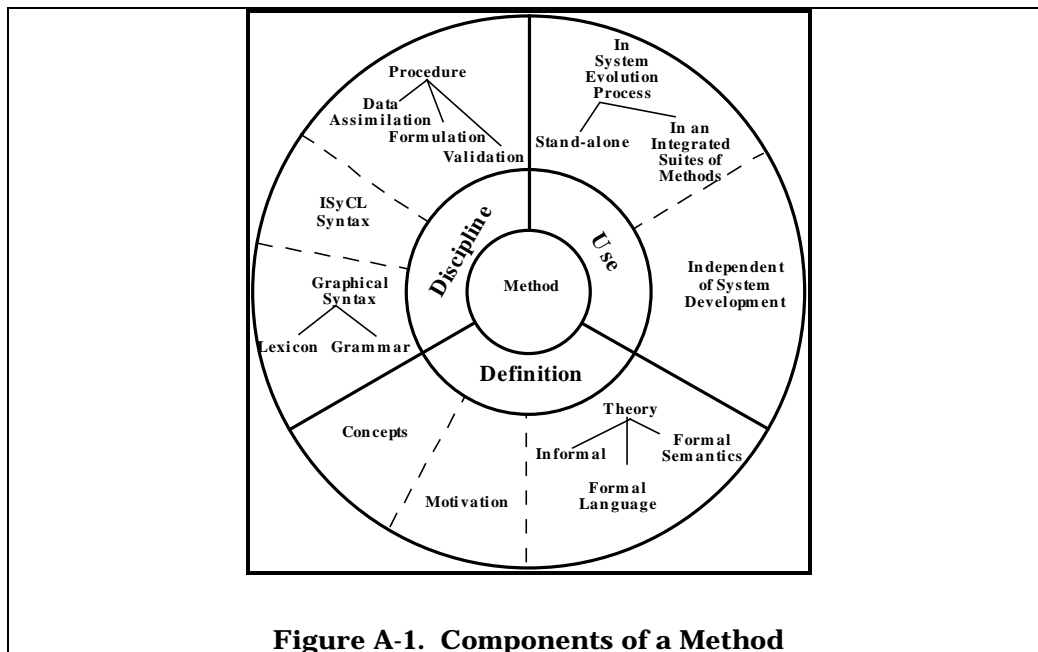 Procedure
Data
Assimilation
Formulation
Validation
In
System
Evolution
Process
Stand-alone
In an
Integrated
Suites of
Methods
ISyCL
Syntax
Discipline
Use
Method
Independent
of System
Development
Graphical
Syntax
Lexicon
Grammar
Definition
Concepts
Motivation
Theory
Informal
Formal
Semantics
Formal
Language
Figure A-1. Components of a Method